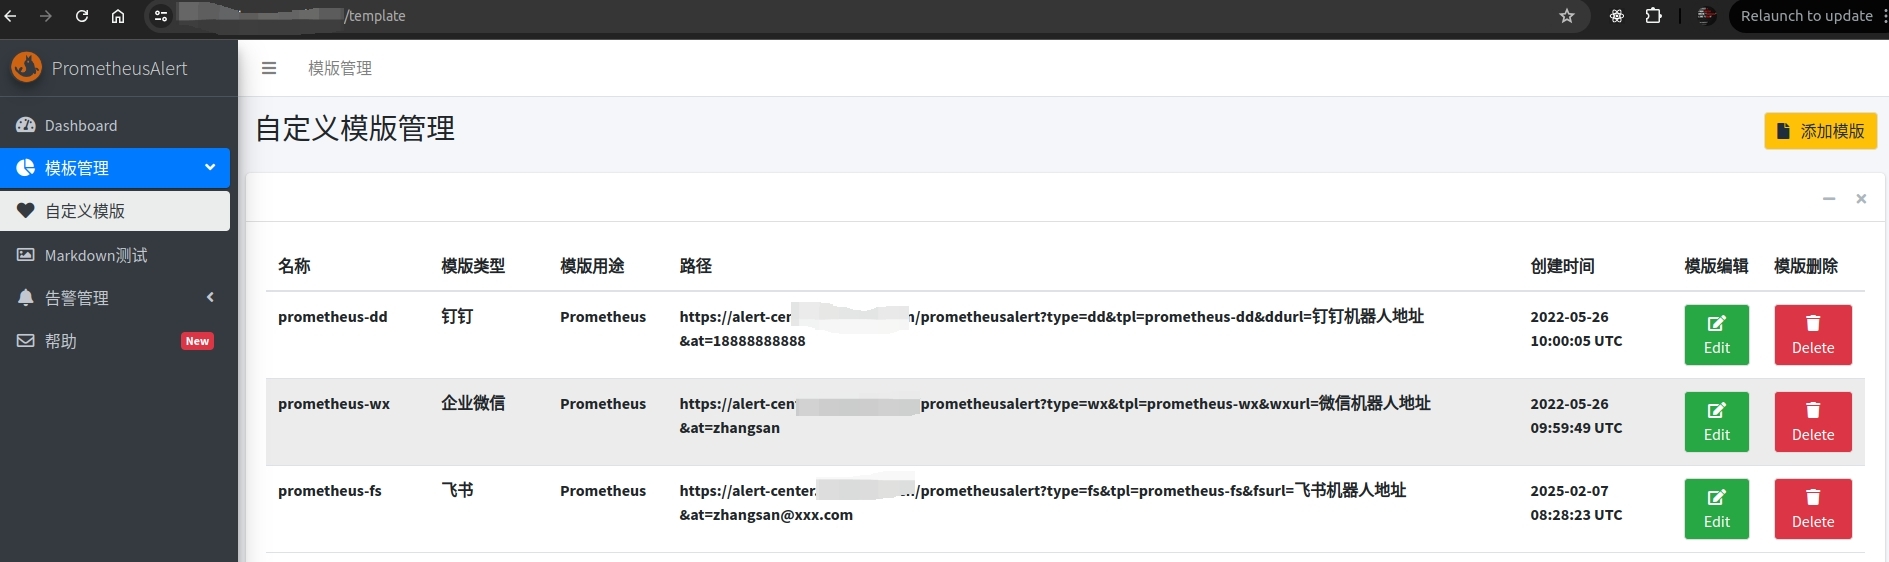 /template
Relaunch to update
PrometheusAlert
模版管理
Dashboard
自定义模版管理
添加模版
模板管理
自定义模版
Markdown测试
告警管理
帮助
New
名称 模版类型 模版用途 路径 创建时间 模版编辑 模版删除
prometheus-dd 钉钉 Prometheus https://alert-cen /prometheusalert?type=dd&tpl=prometheus-dd&ddurl=钉钉机器人地址 2022-05-26
&at=18888888888 10:00:05 UTC
Edit Delete
prometheus-wx 企业微信 Prometheus https://alert-cen prometheusalert?type=wx&tpl=prometheus-wx&wxurl=微信机器人地址 2022-05-26
&at=zhangsan 09:59:49 UTC
Edit Delete
prometheus-fs 飞书 Prometheus https://alert-center /prometheusalert?type=fs&tpl=prometheus-fs&fsurl=飞书机器人地址 2025-02-07
&at=zhangsan@xxx.com 08:28:23 UTC
Edit Delete